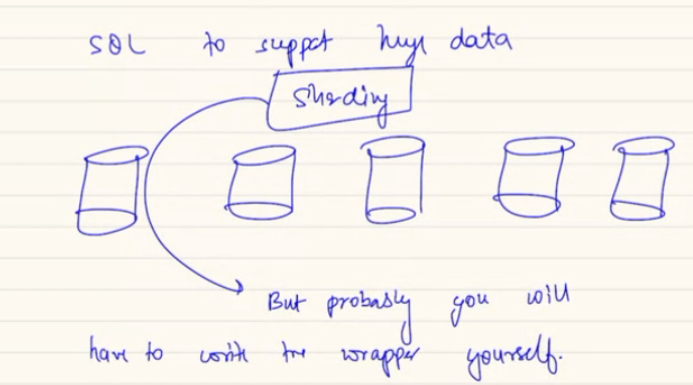 SQL to support huge data
Sharding
But probably you will
have to write the wrapper yourself.